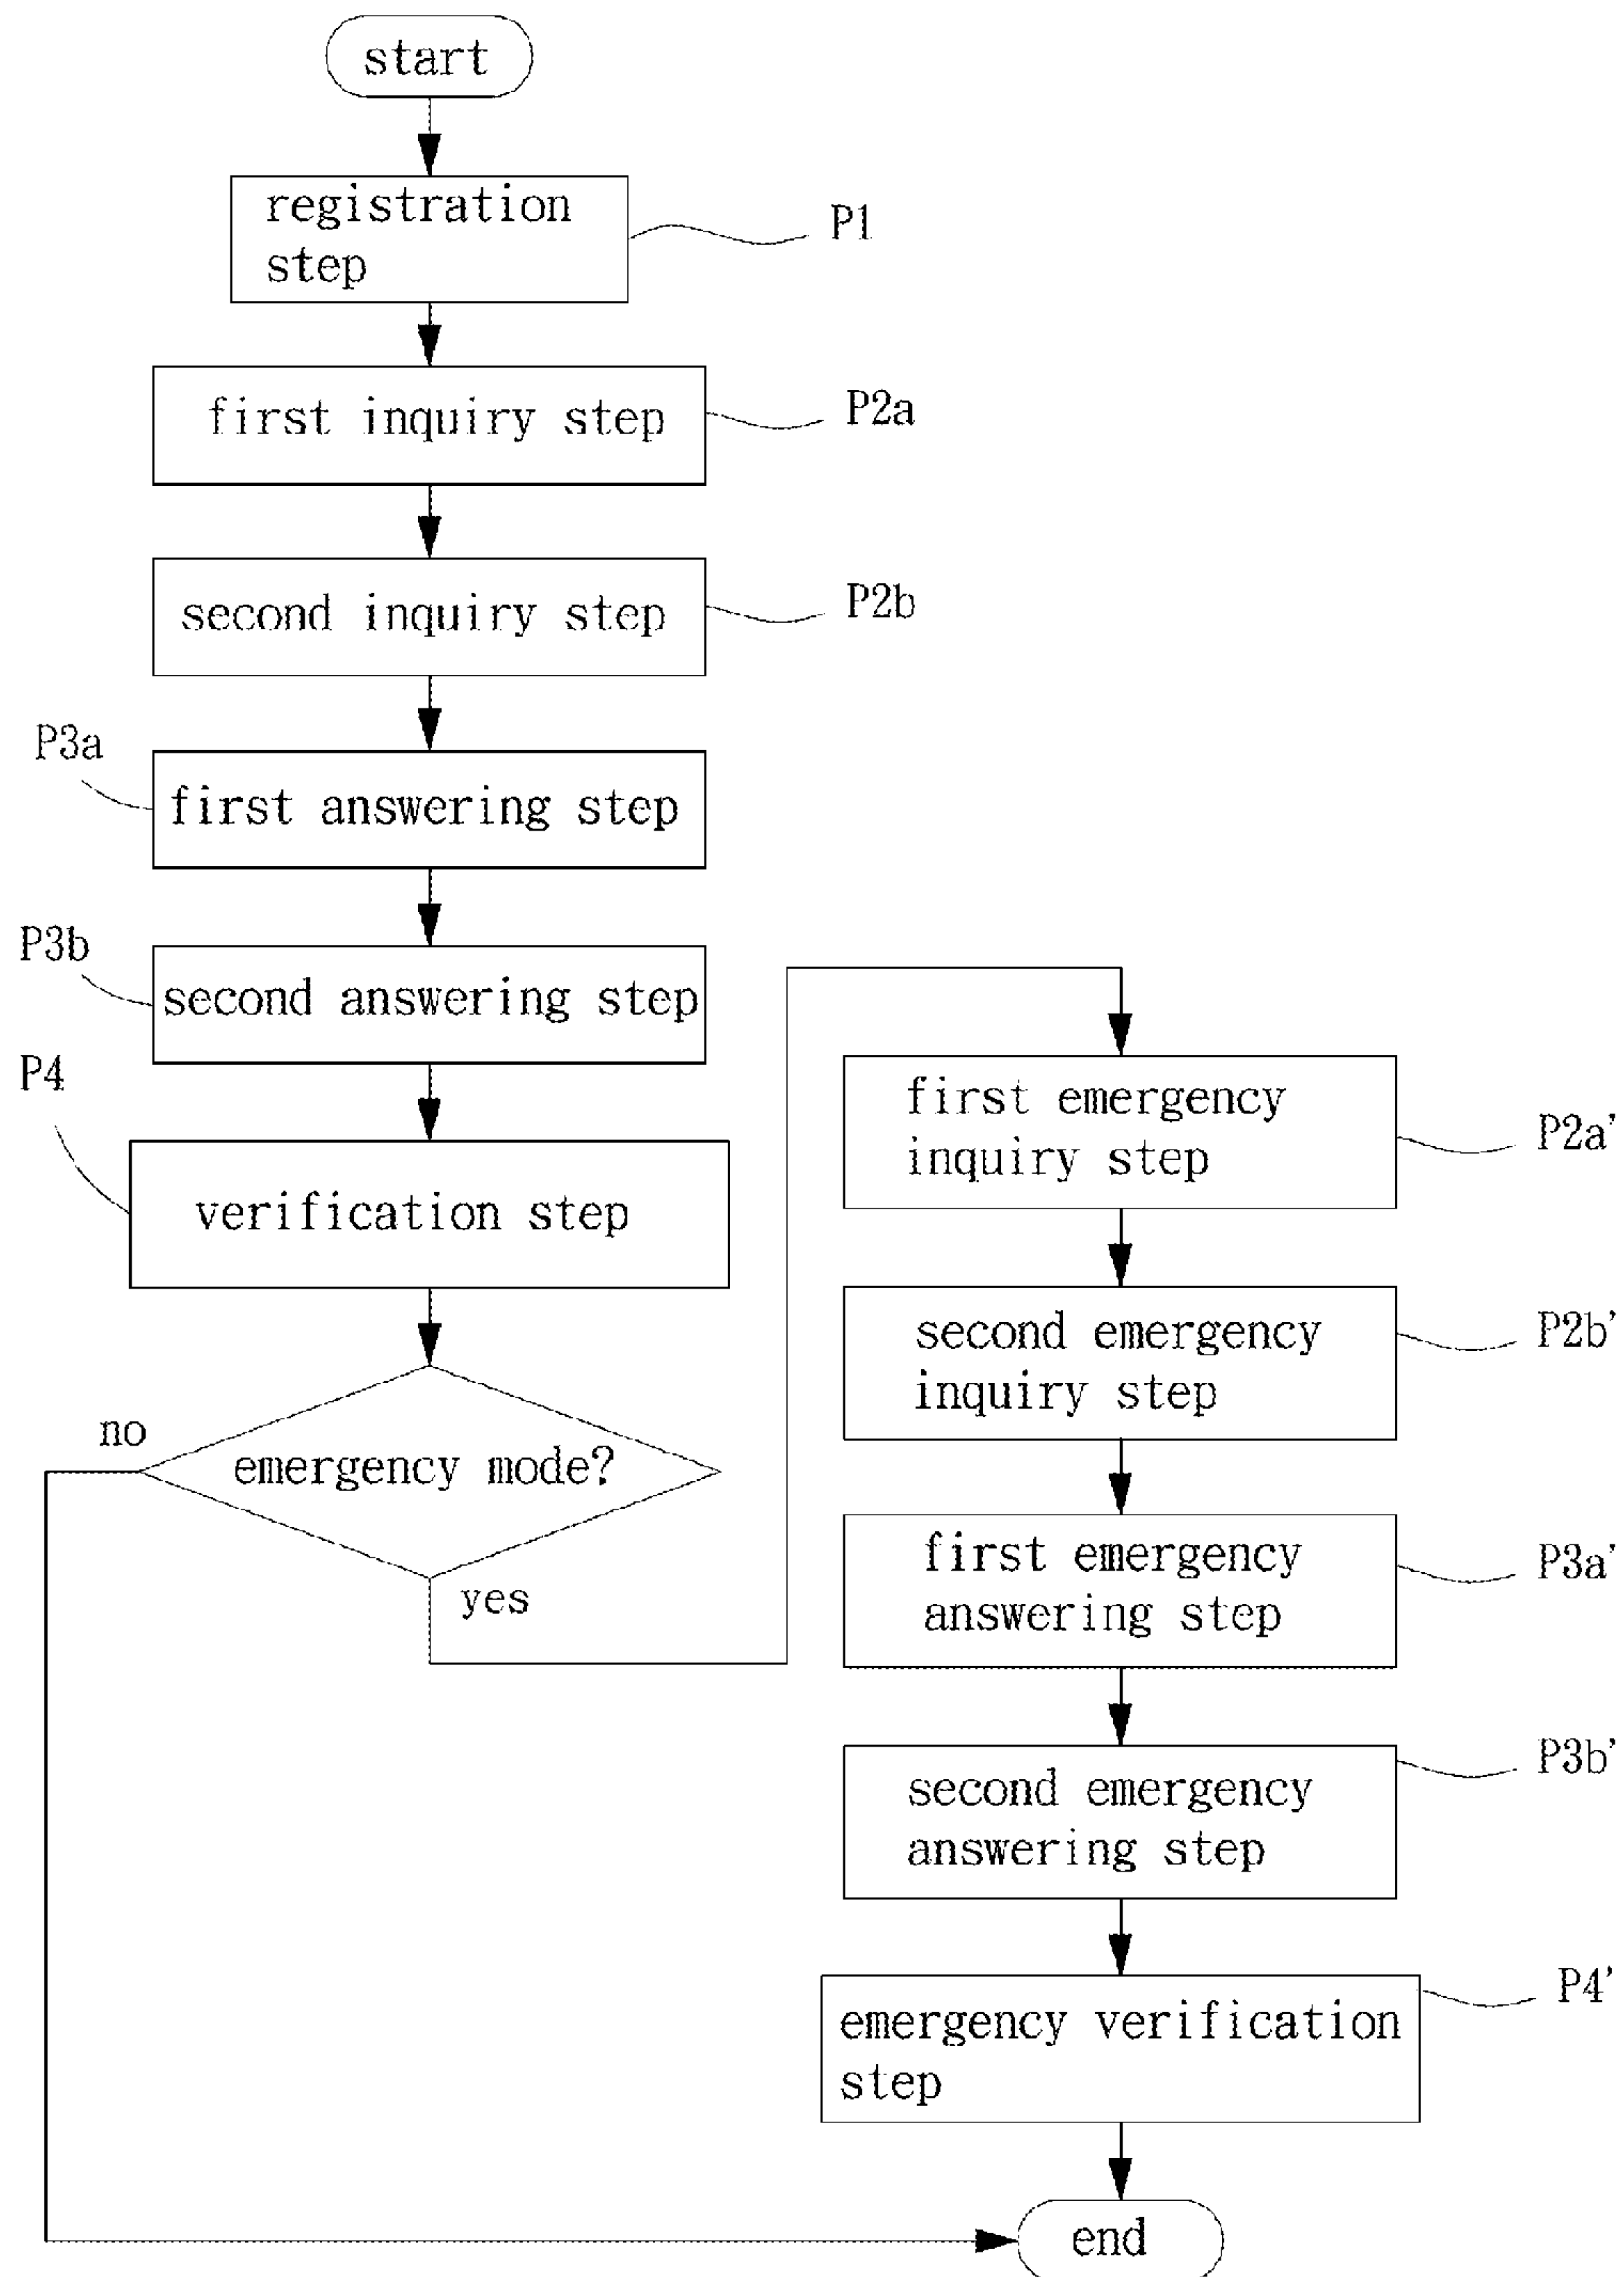 start
registration
step
P1
first inquiry step
P2a
second inquiry step
P2b
P3a
first answering step
P3b
second answering step
P4
verification step
no
emergency mode?
yes
first emergency
inquiry step
P2a'
second emergency
inquiry step
P2b'
first emergency
answering step
P3a'
second emergency
answering step
P3b'
emergency verification
step
P4'
end